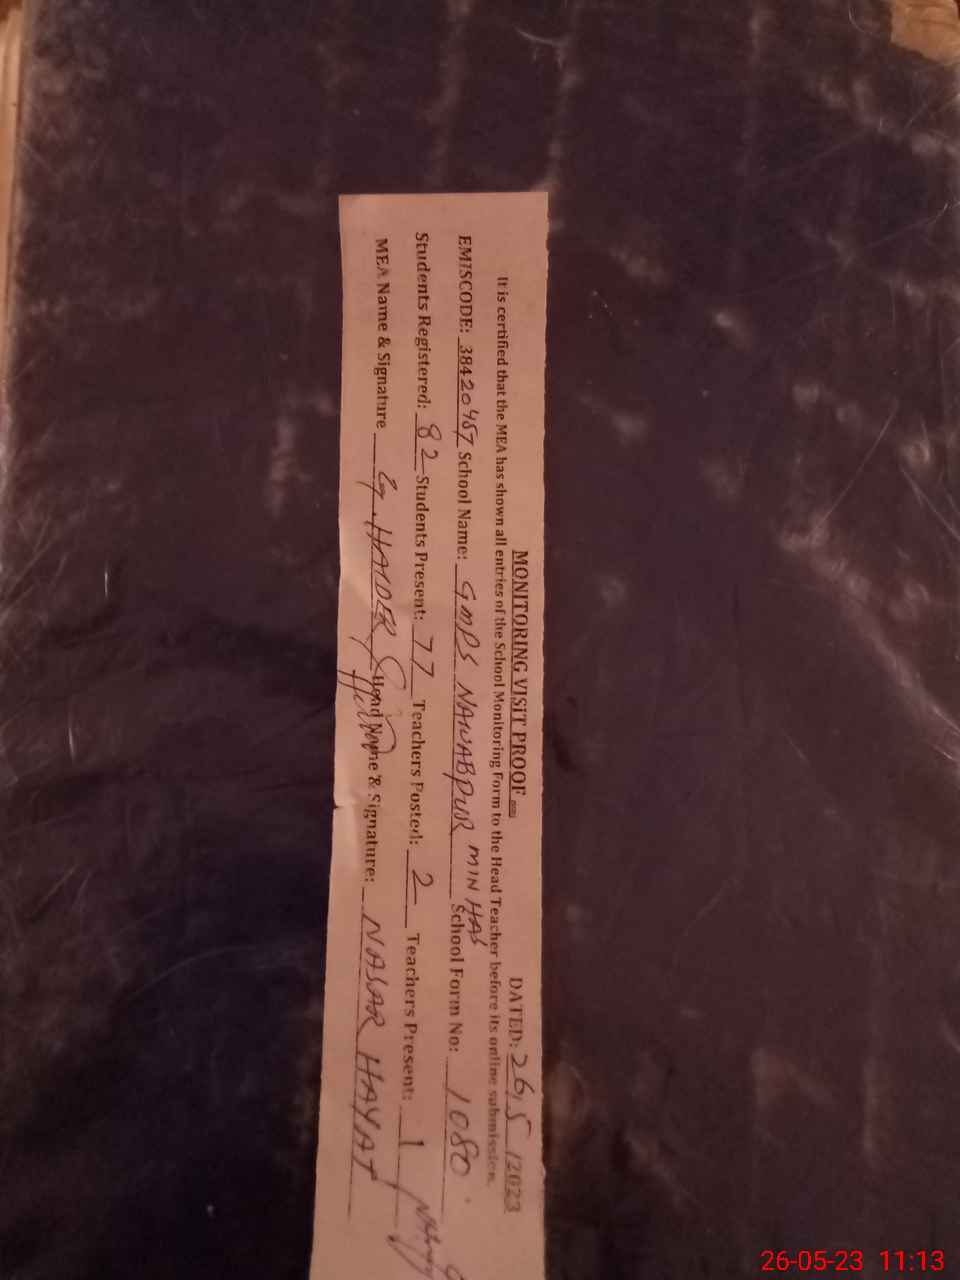 MONITORING VISIT PROOF DATED: 26/5/2023
It is certified that the MEA has shown all entries of the School Monitoring Form to the Head Teacher before its online submission.
EMISCODE: 38420457 School Name: GMPS NAWABPUR MINHAS School Form No: 1080
Students Registered: 82 Students Present: 77 Teachers Posted: 2 Teachers Present: 1
MEA Name & Signature HAIDER Head Name & Signature: NASAR HAYAT
26-05-23 11:13